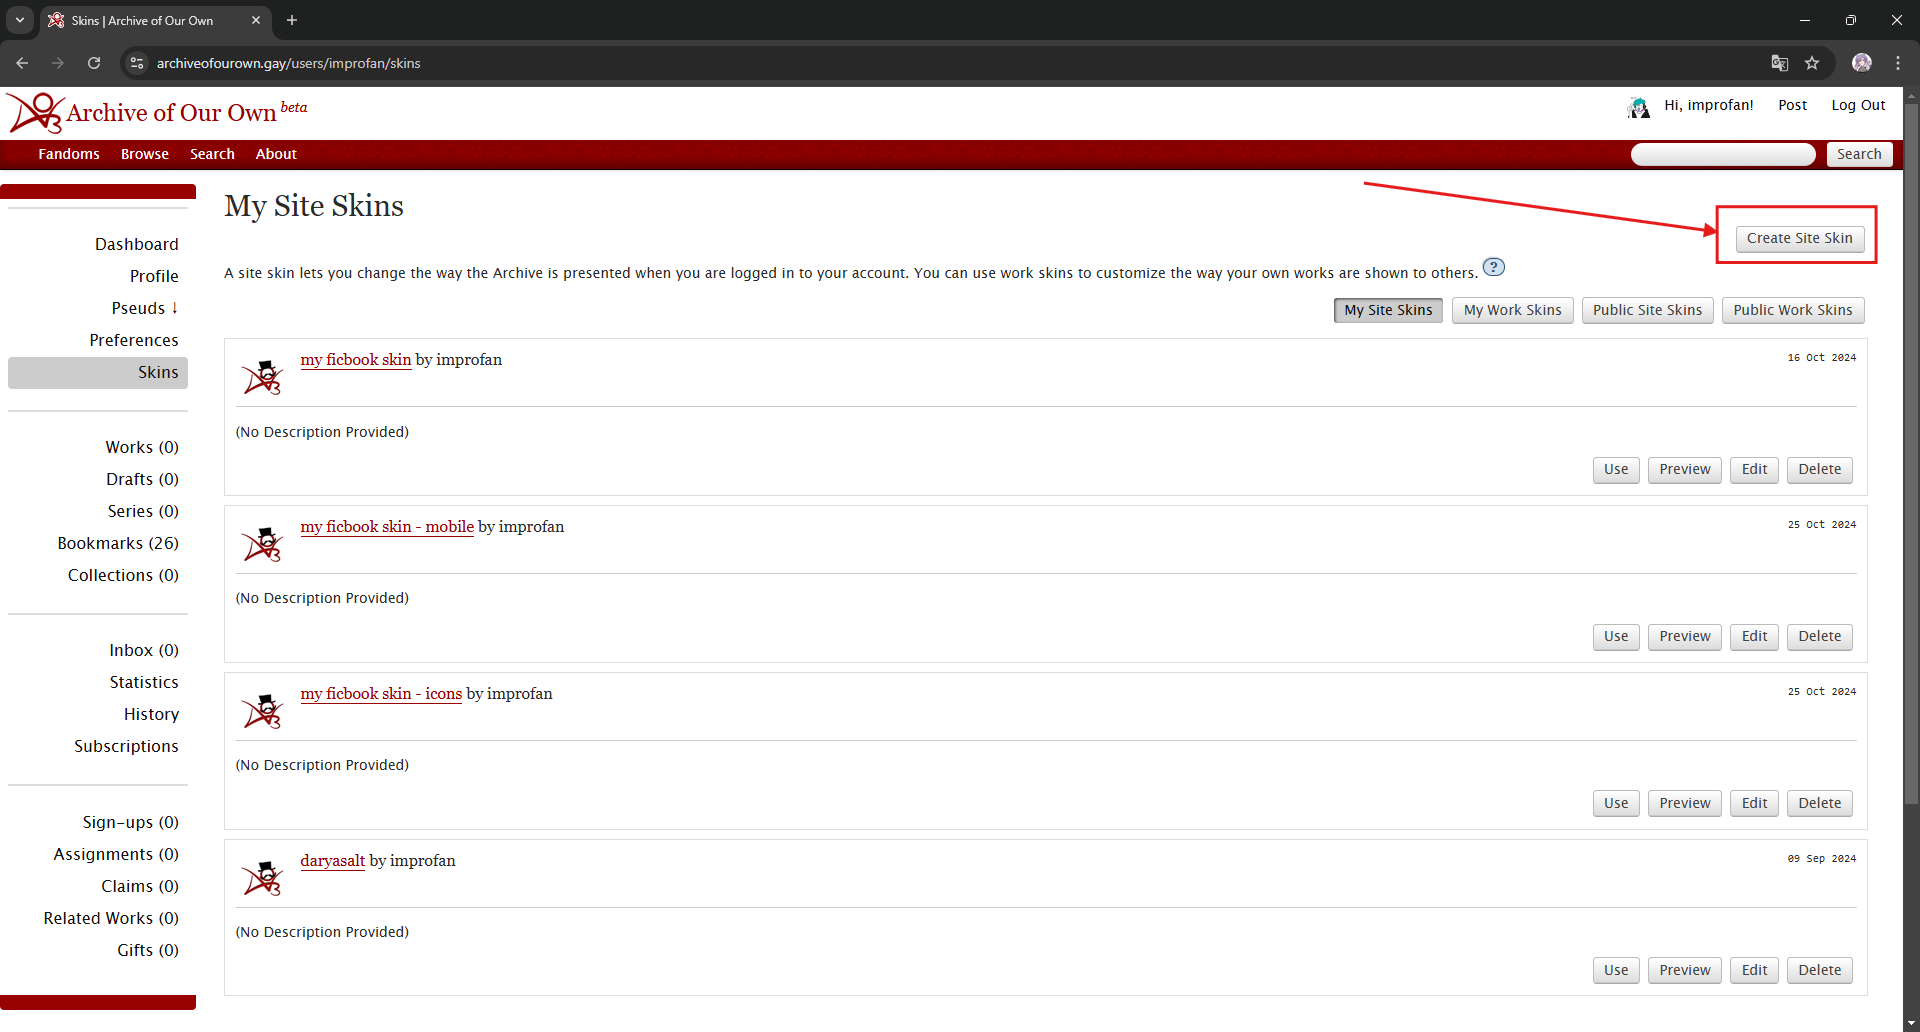 Skins | Archive of Our Own
archiveofourown.gay/users/improfan/skins
Archive of Our Own beta
Hi, improfan! Post Log Out
Fandoms Browse Search About
Search
My Site Skins
Create Site Skin
A site skin lets you change the way the Archive is presented when you are logged in to your account. You can use work skins to customize the way your own works are shown to others. ?
My Site Skins My Work Skins Public Site Skins Public Work Skins
Dashboard
Profile
Pseuds ↓
Preferences
Skins
Works (0)
Drafts (0)
Series (0)
Bookmarks (26)
Collections (0)
Inbox (0)
Statistics
History
Subscriptions
Sign-ups (0)
Assignments (0)
Claims (0)
Related Works (0)
Gifts (0)
my ficbook skin by improfan
16 Oct 2024
(No Description Provided)
Use Preview Edit Delete
my ficbook skin - mobile by improfan
25 Oct 2024
(No Description Provided)
Use Preview Edit Delete
my ficbook skin - icons by improfan
25 Oct 2024
(No Description Provided)
Use Preview Edit Delete
daryasalt by improfan
09 Sep 2024
(No Description Provided)
Use Preview Edit Delete